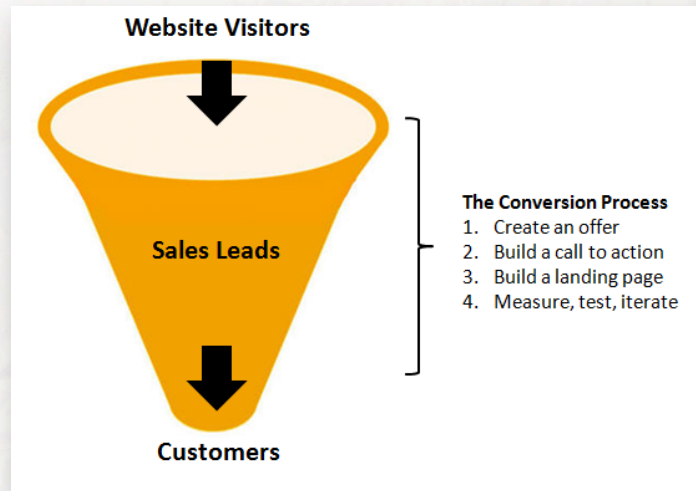 Website Visitors
Sales Leads
Customers
The Conversion Process
1. Create an offer
2. Build a call to action
3. Build a landing page
4. Measure, test, iterate